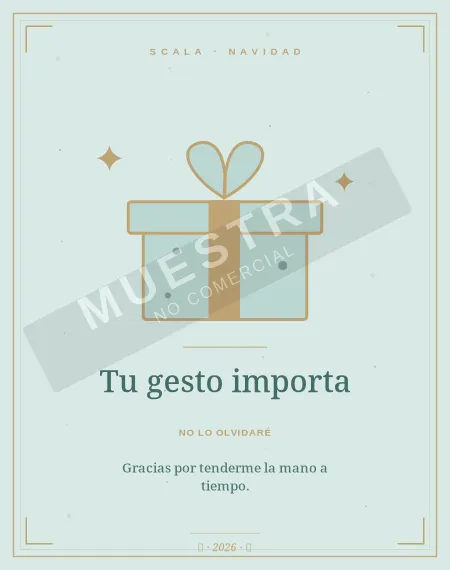 SCALA · NAVIDAD
MUESTRA
NO COMERCIAL
Tu gesto importa
NO LO OLVIDARÉ
Gracias por tenderme la mano a
tiempo.
· 2026 ·